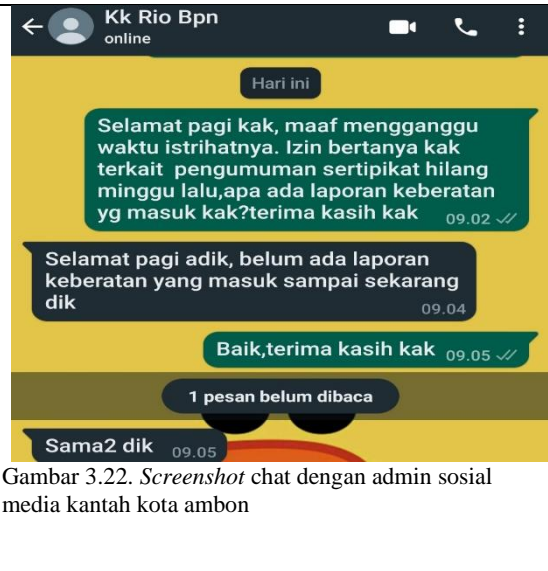 Kk Rio Bpn
online
Hari ini
Selamat pagi kak, maaf mengganggu
waktu istrihatnya. Izin bertanya kak
terkait pengumuman sertipikat hilang
minggu lalu,apa ada laporan keberatan
yg masuk kak?terima kasih kak 09.02
Selamat pagi adik, belum ada laporan
keberatan yang masuk sampai sekarang
dik 09.04
Baik,terima kasih kak 09.05
1 pesan belum dibaca
Sama2 dik 09.05
Gambar 3.22. Screenshot chat dengan admin sosial
media kantah kota ambon